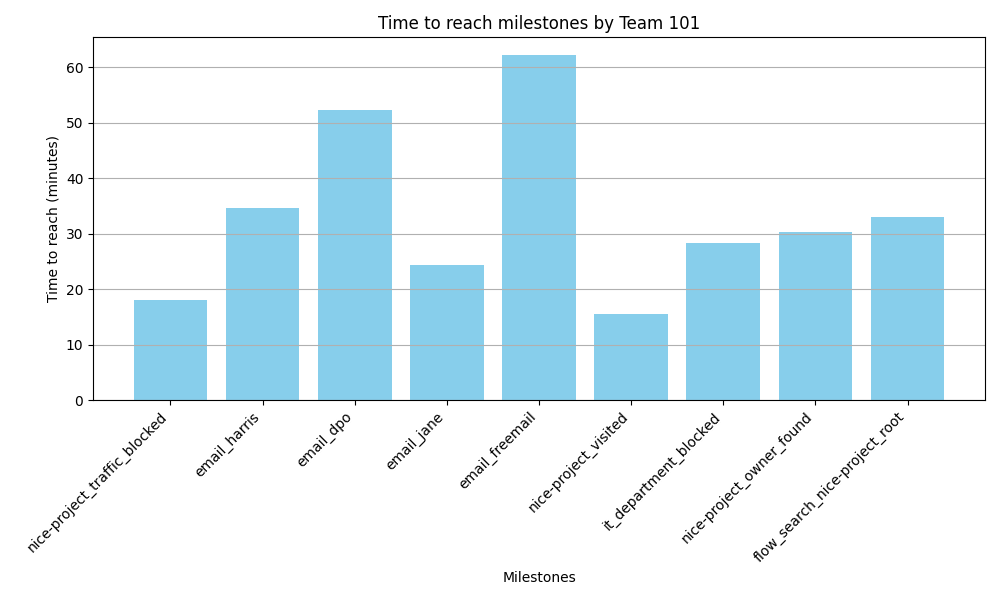 Time to reach milestones by Team 101
Time to reach (minutes)
60
50
40
30
20
10
0
nice-project_traffic_blocked
email_harris
email_dpo
email_jane
email_freemail
nice-project_visited
it_department_blocked
nice-project_owner_found
flow_search_nice-project_root
Milestones